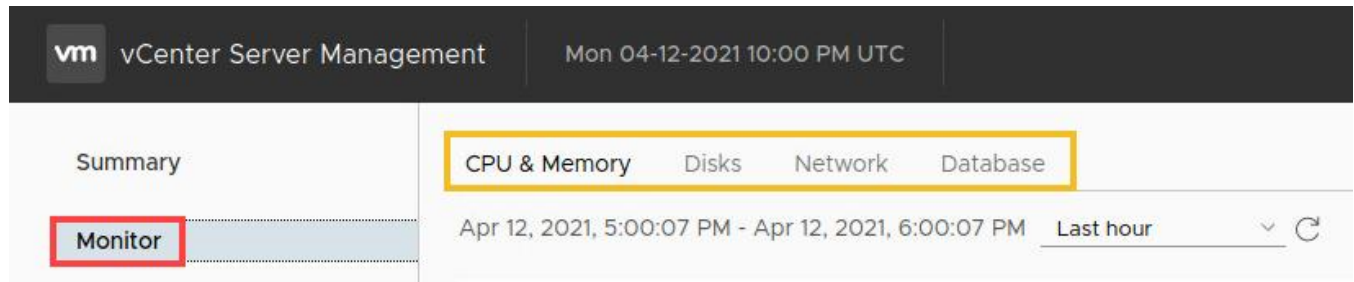 vm vCenter Server Management Mon 04-12-2021 10:00 PM UTC
Summary
CPU & Memory Disks Network Database
Monitor
Apr 12, 2021, 5:00:07 PM - Apr 12, 2021, 6:00:07 PM Last hour